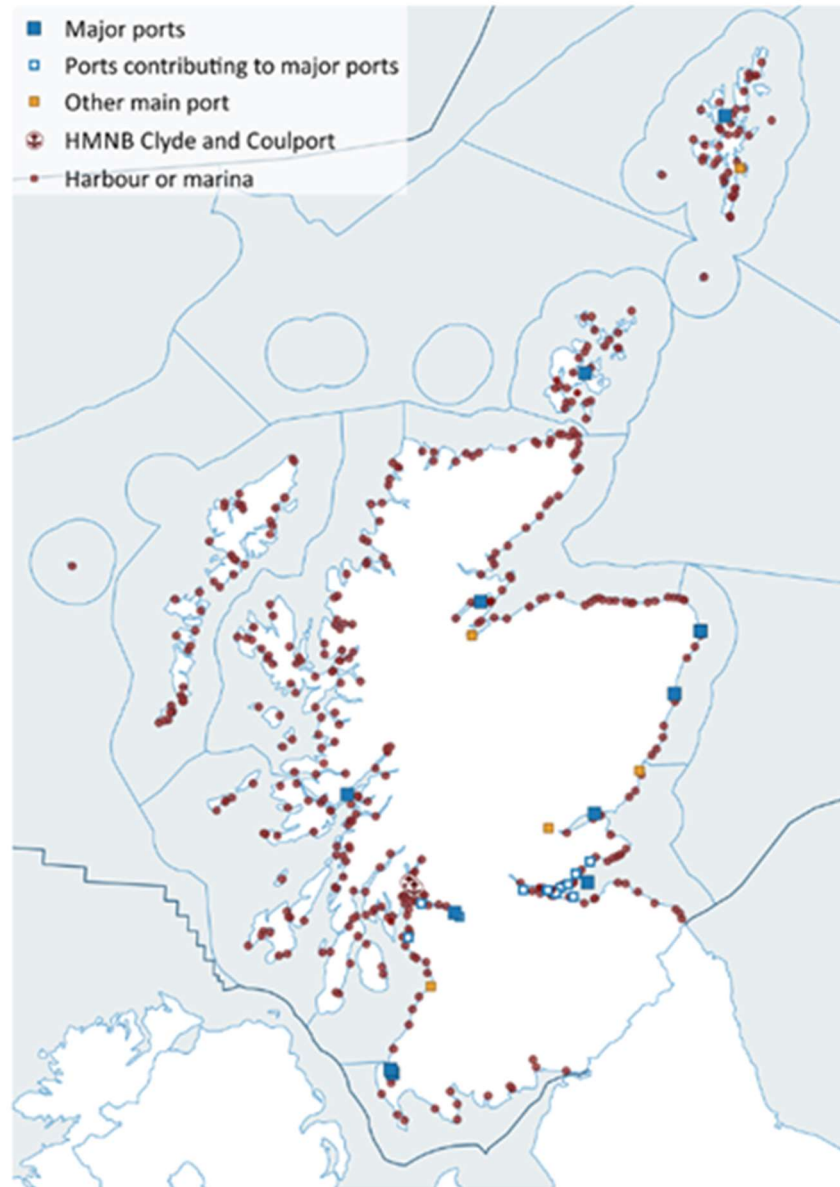 Major ports
Ports contributing to major ports
Other main port
HMNB Clyde and Coulport
Harbour or marina